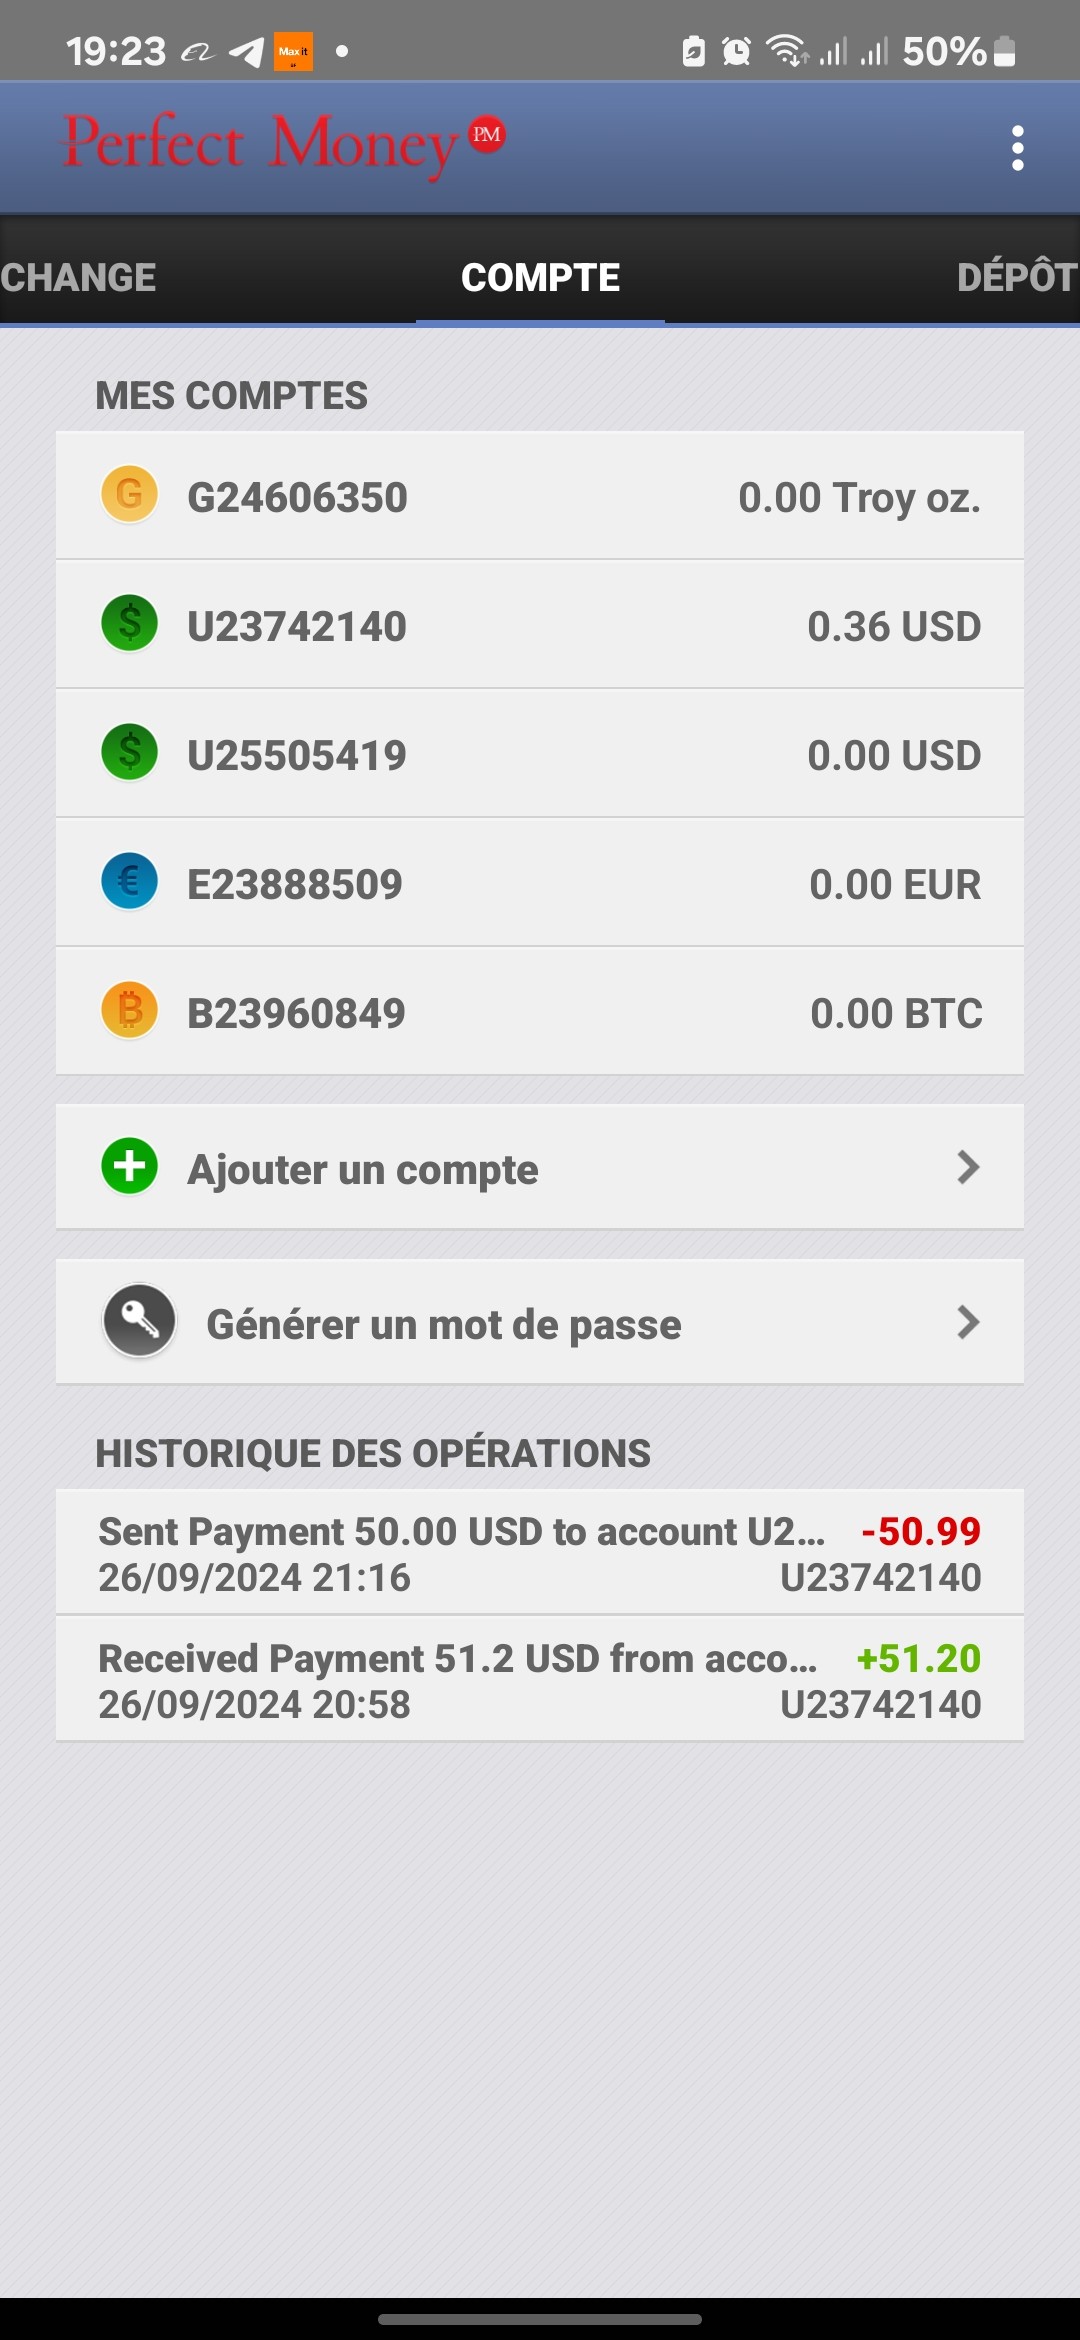 19:23 Maxit 50%
Perfect Money PM
CHANGE COMPTE DÉPÔT
MES COMPTES
G G24606350 0.00 Troy oz.
$ U23742140 0.36 USD
$ U25505419 0.00 USD
€ E23888509 0.00 EUR
B23960849 0.00 BTC
Ajouter un compte
Générer un mot de passe
HISTORIQUE DES OPÉRATIONS
Sent Payment 50.00 USD to account U2... -50.99
26/09/2024 21:16 U23742140
Received Payment 51.2 USD from acco... +51.20
26/09/2024 20:58 U23742140